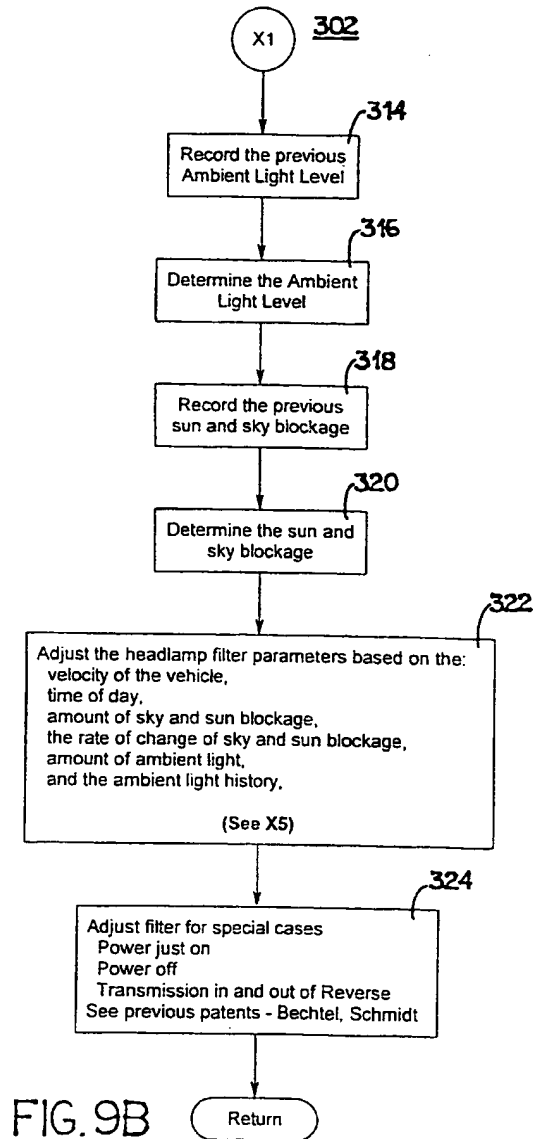 X1
302
314
Record the previous
Ambient Light Level
316
Determine the Ambient
Light Level
318
Record the previous
sun and sky blockage
320
Determine the sun and
sky blockage
322
Adjust the headlamp filter parameters based on the:
velocity of the vehicle,
time of day,
amount of sky and sun blockage,
the rate of change of sky and sun blockage,
amount of ambient light,
and the ambient light history,
(See X5)
324
Adjust filter for special cases
Power just on
Power off
Transmission in and out of Reverse
See previous patents - Bechtel, Schmidt
FIG. 9B
Return